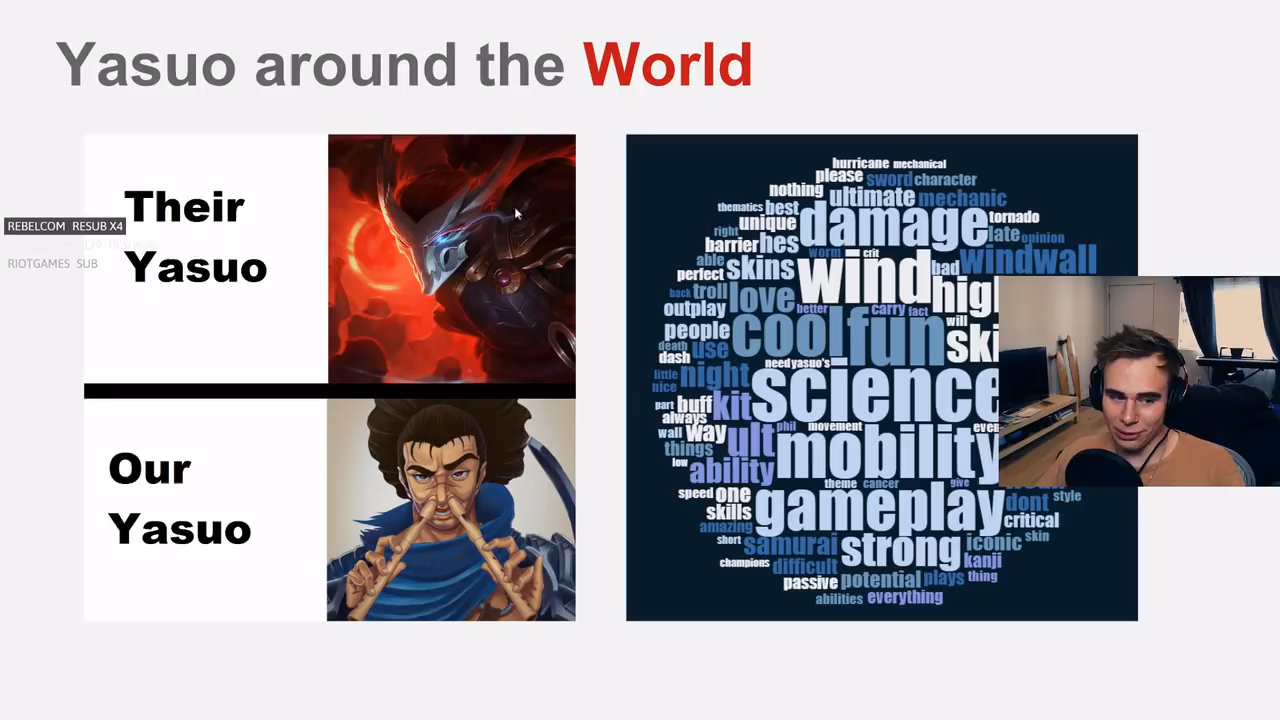 Yasuo around the World
Their
Yasuo
REBELCOM RESUB X4
RIOTGAMES SUB
Our
Yasuo
hurricane mechanical
please sword character
nothing ultimate mechanic
thematics best damage tornado
unique late opinion
right barrier hes worm crit
able skins wind bad windwall
perfect
back troll love better carry fact
outplay cool fun will
people
death use
dash need yasuo's
little night science
nice
part buff kit
always
wall way ult phil movement
things mobility
low ability theme cancer give
speed one gameplay dont style
skills critical
amazing skin
short samurai strong iconic
champions difficult kanji
passive potential plays thing
abilities everything